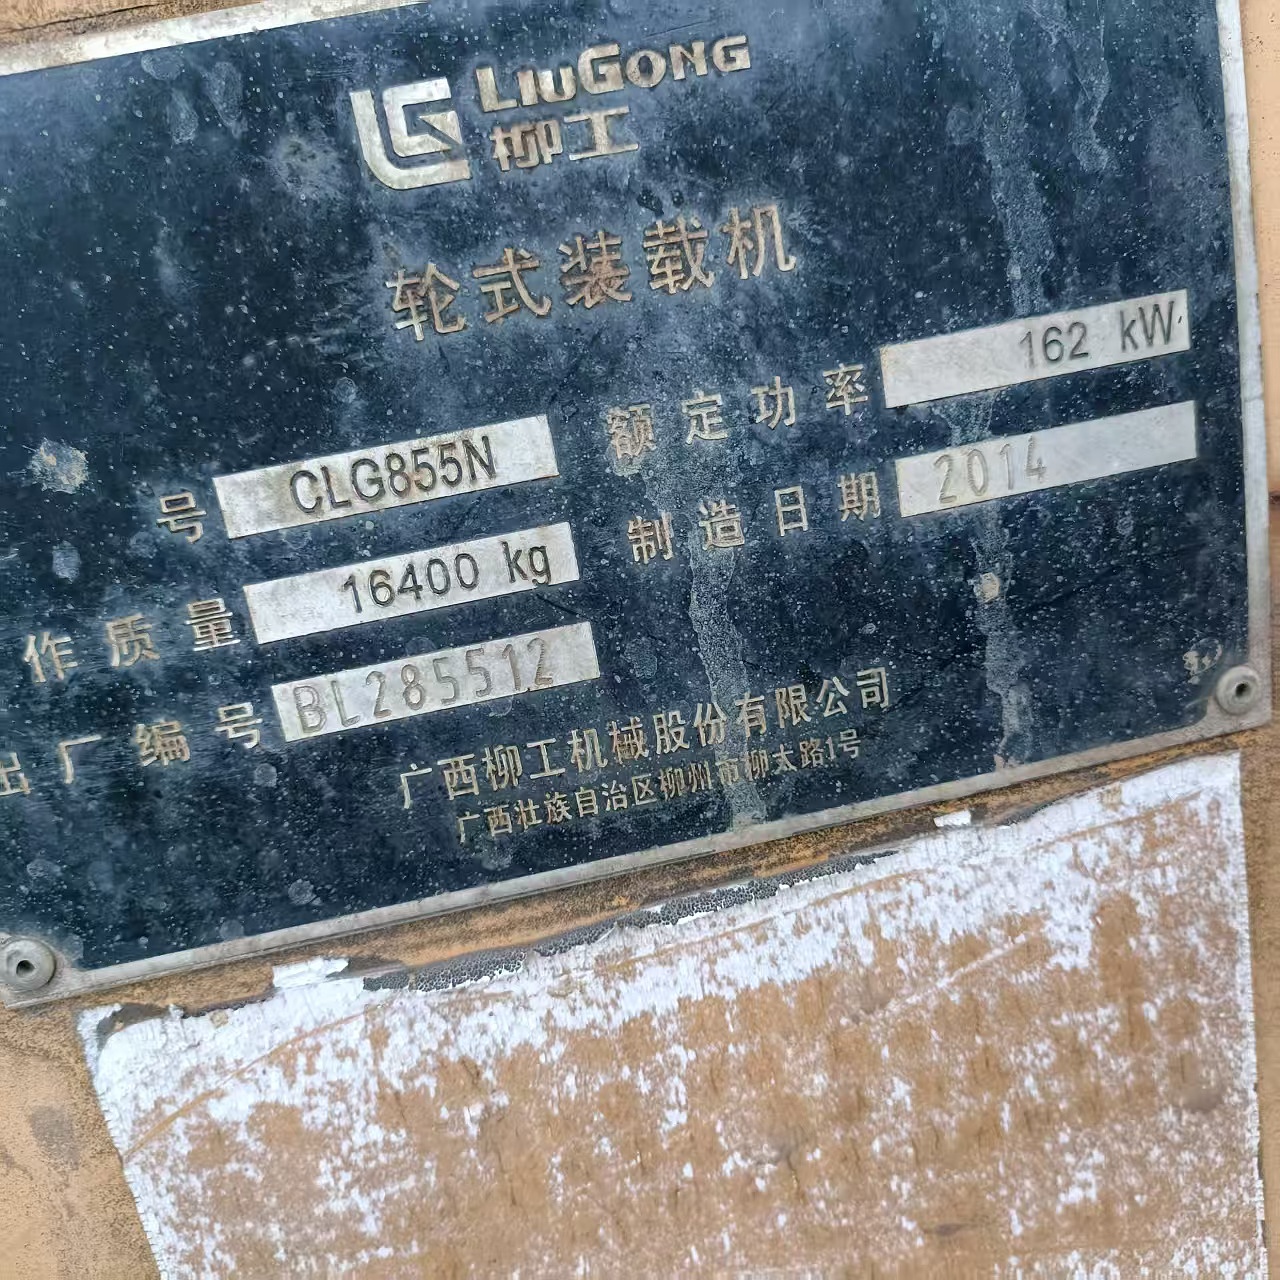 LIUGONG
柳工
轮式装载机
号 CLG855N 额定功率 162 kW
作质量 16400 kg 制造日期 2014
出厂编号 BL285512
广西柳工机械股份有限公司
广西壮族自治区柳州市柳太路1号